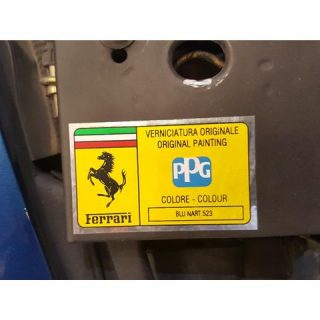 VERNICIATURA ORIGINALE
ORIGINAL PAINTING
PPG
COLORE - COLOUR
BLU NART 523
Ferrari